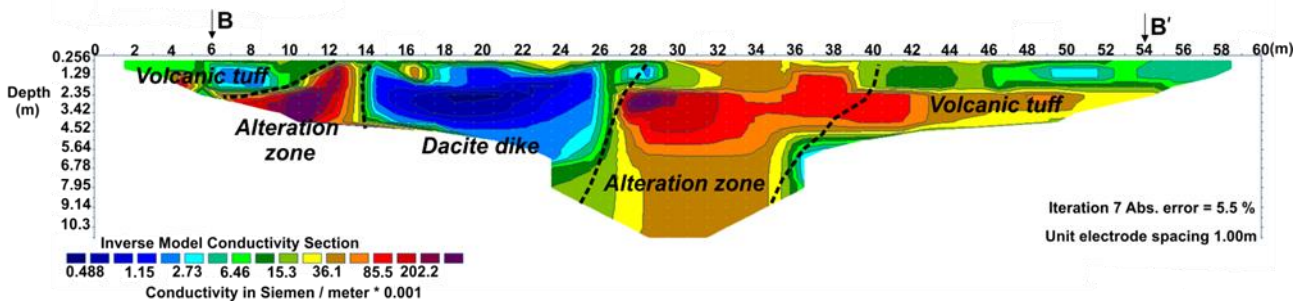 B B'
0 2 4 6 8 10 12 14 16 18 20 22 24 26 28 30 32 34 36 38 40 42 44 46 48 50 52 54 56 58 60(m)
0.256
1.29
2.35
3.42
4.52
5.64
6.78
7.95
9.14
10.3
Depth
(m)
Volcanic tuff
Volcanic tuff
Alteration
zone
Dacite dike
Alteration zone
Iteration 7 Abs. error = 5.5 %
Unit electrode spacing 1.00m
Inverse Model Conductivity Section
0.488 1.15 2.73 6.46 15.3 36.1 85.5 202.2
Conductivity in Siemen / meter * 0.001